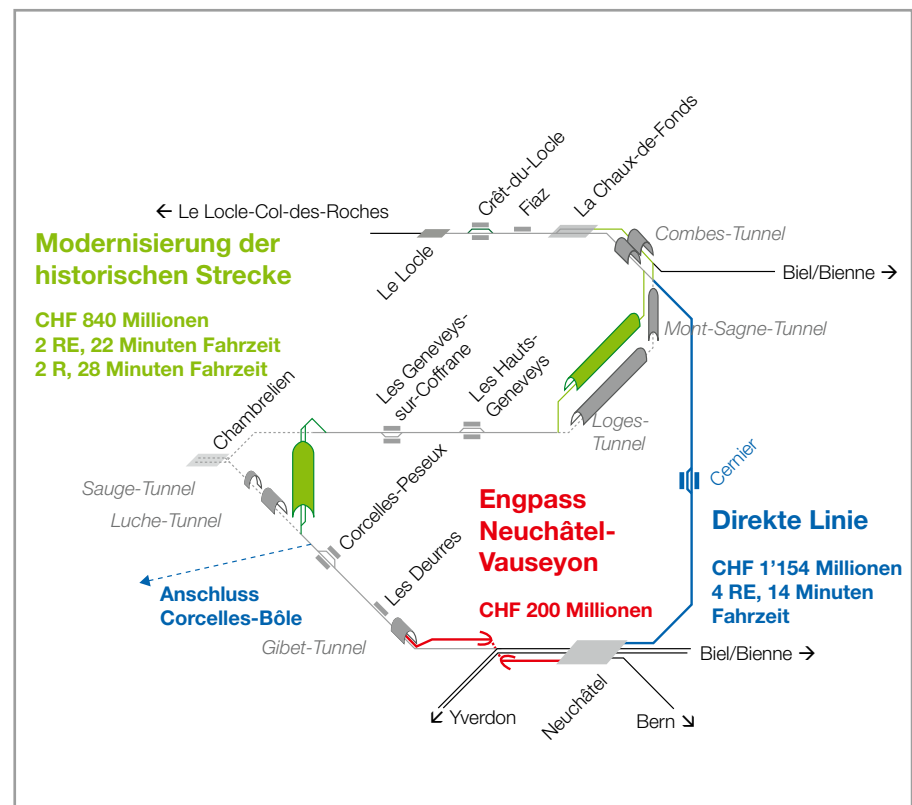 ← Le Locle-Col-des-Roches
Le Locle
Crêt-du-Locle
Fiaz
La Chaux-de-Fonds
Combes-Tunnel
Biel/Bienne →
Modernisierung der
historischen Strecke
CHF 840 Millionen
2 RE, 22 Minuten Fahrzeit
2 R, 28 Minuten Fahrzeit
Mont-Sagne-Tunnel
Les Geneveys-
sur-Coffrane
Les Hauts-
Geneveys
Loges-
Tunnel
Chambrelien
Sauge-Tunnel
Luche-Tunnel
Corcelles-Peseux
Cernier
Engpass
Neuchâtel-
Vauseyon
CHF 200 Millionen
Direkte Linie
CHF 1’154 Millionen
4 RE, 14 Minuten
Fahrzeit
Anschluss
Corcelles-Bôle
Les Deurres
Gibet-Tunnel
Biel/Bienne →
↙ Yverdon
Neuchâtel
Bern ↘